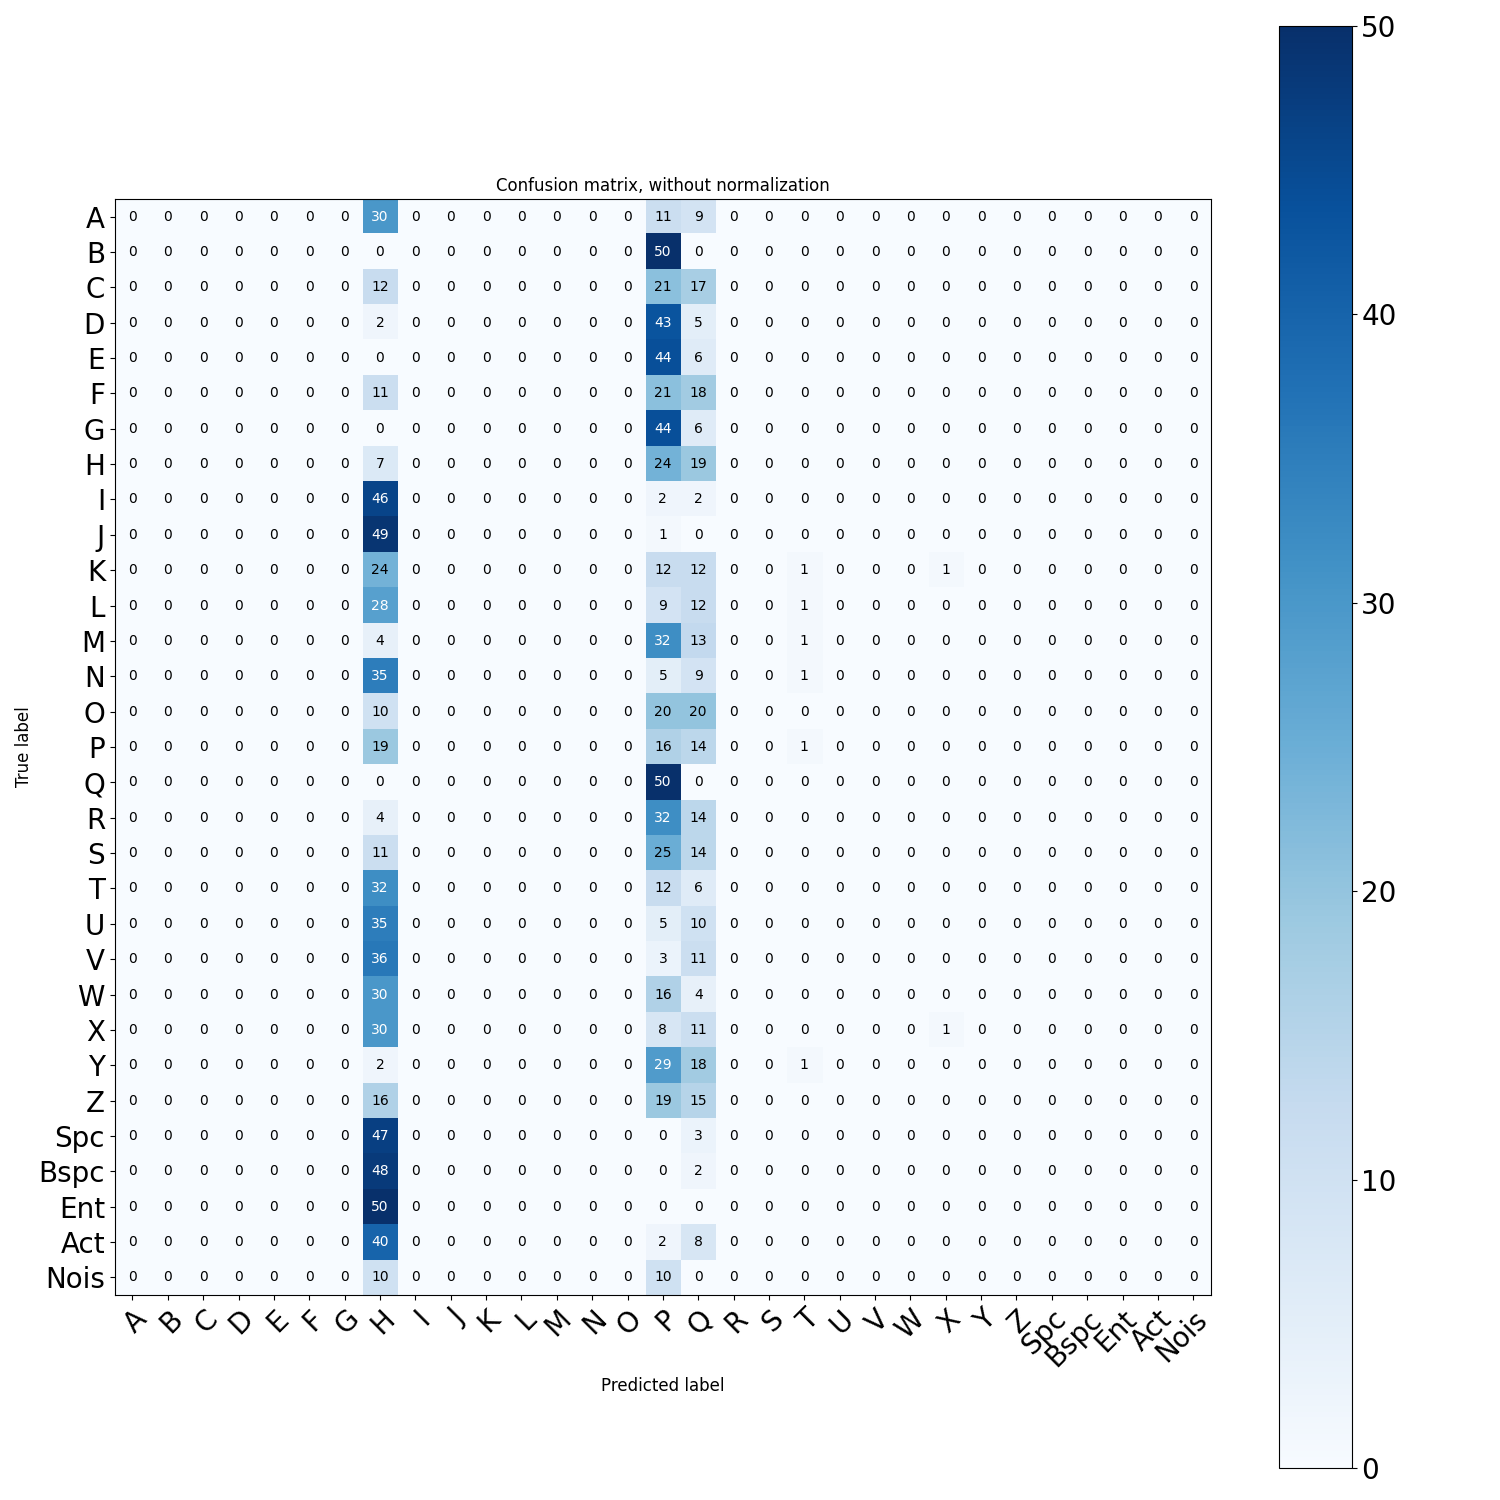 Confusion matrix, without normalization
A 0 0 0 0 0 0 0 30 0 0 0 0 0 0 0 11 9 0 0 0 0 0 0 0 0 0 0 0 0 0 0
B 0 0 0 0 0 0 0 0 0 0 0 0 0 0 0 50 0 0 0 0 0 0 0 0 0 0 0 0 0 0 0
C 0 0 0 0 0 0 0 12 0 0 0 0 0 0 0 21 17 0 0 0 0 0 0 0 0 0 0 0 0 0 0
D 0 0 0 0 0 0 0 2 0 0 0 0 0 0 0 43 5 0 0 0 0 0 0 0 0 0 0 0 0 0 0
E 0 0 0 0 0 0 0 0 0 0 0 0 0 0 0 44 6 0 0 0 0 0 0 0 0 0 0 0 0 0 0
F 0 0 0 0 0 0 0 11 0 0 0 0 0 0 0 21 18 0 0 0 0 0 0 0 0 0 0 0 0 0 0
G 0 0 0 0 0 0 0 0 0 0 0 0 0 0 0 44 6 0 0 0 0 0 0 0 0 0 0 0 0 0 0
H 0 0 0 0 0 0 0 7 0 0 0 0 0 0 0 24 19 0 0 0 0 0 0 0 0 0 0 0 0 0 0
I 0 0 0 0 0 0 0 46 0 0 0 0 0 0 0 2 2 0 0 0 0 0 0 0 0 0 0 0 0 0 0
J 0 0 0 0 0 0 0 49 0 0 0 0 0 0 0 1 0 0 0 0 0 0 0 0 0 0 0 0 0 0 0
K 0 0 0 0 0 0 0 24 0 0 0 0 0 0 0 12 12 0 0 1 0 0 0 1 0 0 0 0 0 0 0
L 0 0 0 0 0 0 0 28 0 0 0 0 0 0 0 9 12 0 0 1 0 0 0 0 0 0 0 0 0 0 0
M 0 0 0 0 0 0 0 4 0 0 0 0 0 0 0 32 13 0 0 1 0 0 0 0 0 0 0 0 0 0 0
N 0 0 0 0 0 0 0 35 0 0 0 0 0 0 0 5 9 0 0 1 0 0 0 0 0 0 0 0 0 0 0
O 0 0 0 0 0 0 0 10 0 0 0 0 0 0 0 20 20 0 0 0 0 0 0 0 0 0 0 0 0 0 0
P 0 0 0 0 0 0 0 19 0 0 0 0 0 0 0 16 14 0 0 1 0 0 0 0 0 0 0 0 0 0 0
Q 0 0 0 0 0 0 0 0 0 0 0 0 0 0 0 50 0 0 0 0 0 0 0 0 0 0 0 0 0 0 0
R 0 0 0 0 0 0 0 4 0 0 0 0 0 0 0 32 14 0 0 0 0 0 0 0 0 0 0 0 0 0 0
S 0 0 0 0 0 0 0 11 0 0 0 0 0 0 0 25 14 0 0 0 0 0 0 0 0 0 0 0 0 0 0
T 0 0 0 0 0 0 0 32 0 0 0 0 0 0 0 12 6 0 0 0 0 0 0 0 0 0 0 0 0 0 0
U 0 0 0 0 0 0 0 35 0 0 0 0 0 0 0 5 10 0 0 0 0 0 0 0 0 0 0 0 0 0 0
V 0 0 0 0 0 0 0 36 0 0 0 0 0 0 0 3 11 0 0 0 0 0 0 0 0 0 0 0 0 0 0
W 0 0 0 0 0 0 0 30 0 0 0 0 0 0 0 16 4 0 0 0 0 0 0 0 0 0 0 0 0 0 0
X 0 0 0 0 0 0 0 30 0 0 0 0 0 0 0 8 11 0 0 0 0 0 0 1 0 0 0 0 0 0 0
Y 0 0 0 0 0 0 0 2 0 0 0 0 0 0 0 29 18 0 0 1 0 0 0 0 0 0 0 0 0 0 0
Z 0 0 0 0 0 0 0 16 0 0 0 0 0 0 0 19 15 0 0 0 0 0 0 0 0 0 0 0 0 0 0
Spc 0 0 0 0 0 0 0 47 0 0 0 0 0 0 0 0 3 0 0 0 0 0 0 0 0 0 0 0 0 0 0
Bspc 0 0 0 0 0 0 0 48 0 0 0 0 0 0 0 0 2 0 0 0 0 0 0 0 0 0 0 0 0 0 0
Ent 0 0 0 0 0 0 0 50 0 0 0 0 0 0 0 0 0 0 0 0 0 0 0 0 0 0 0 0 0 0 0
Act 0 0 0 0 0 0 0 40 0 0 0 0 0 0 0 2 8 0 0 0 0 0 0 0 0 0 0 0 0 0 0
Nois 0 0 0 0 0 0 0 10 0 0 0 0 0 0 0 10 0 0 0 0 0 0 0 0 0 0 0 0 0 0 0
A B C D E F G H I J K L M N O P Q R S T U V W X Y Z Spc Bspc Ent Act Nois
Predicted label
True label
50
40
30
20
10
0